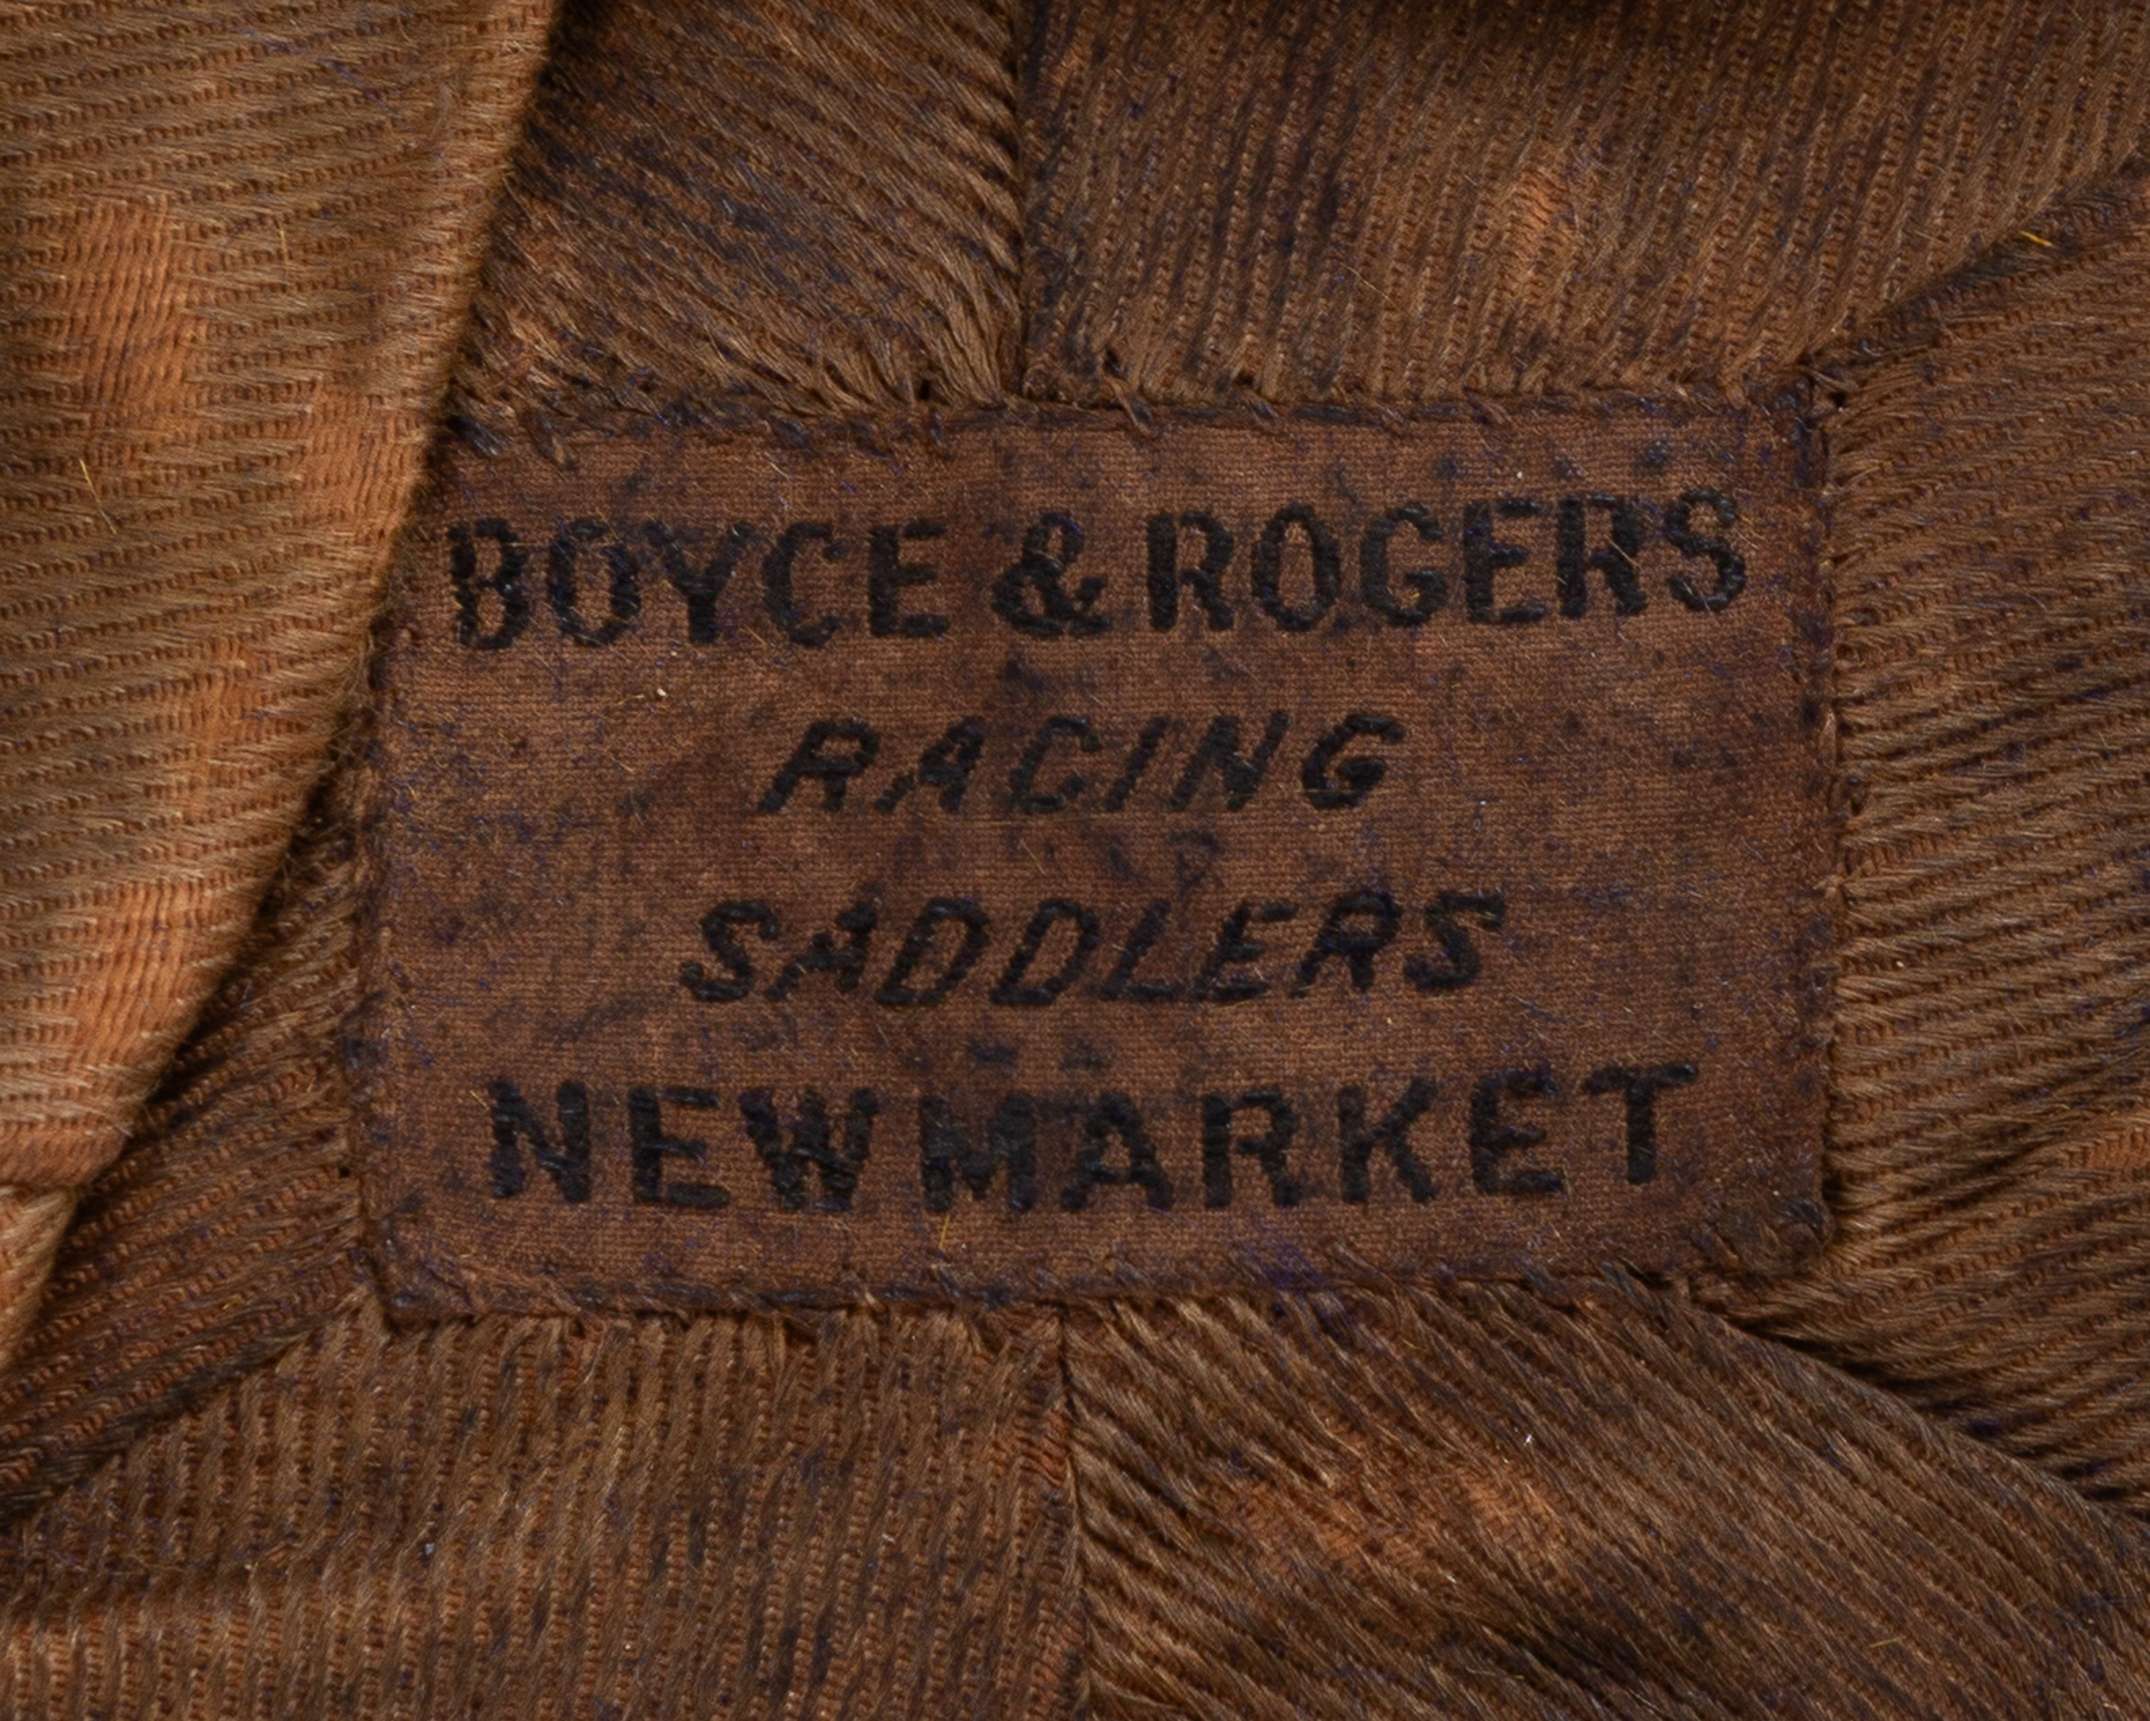 BOYCE & ROGERS
RACING
SADDLERS
NEWMARKET